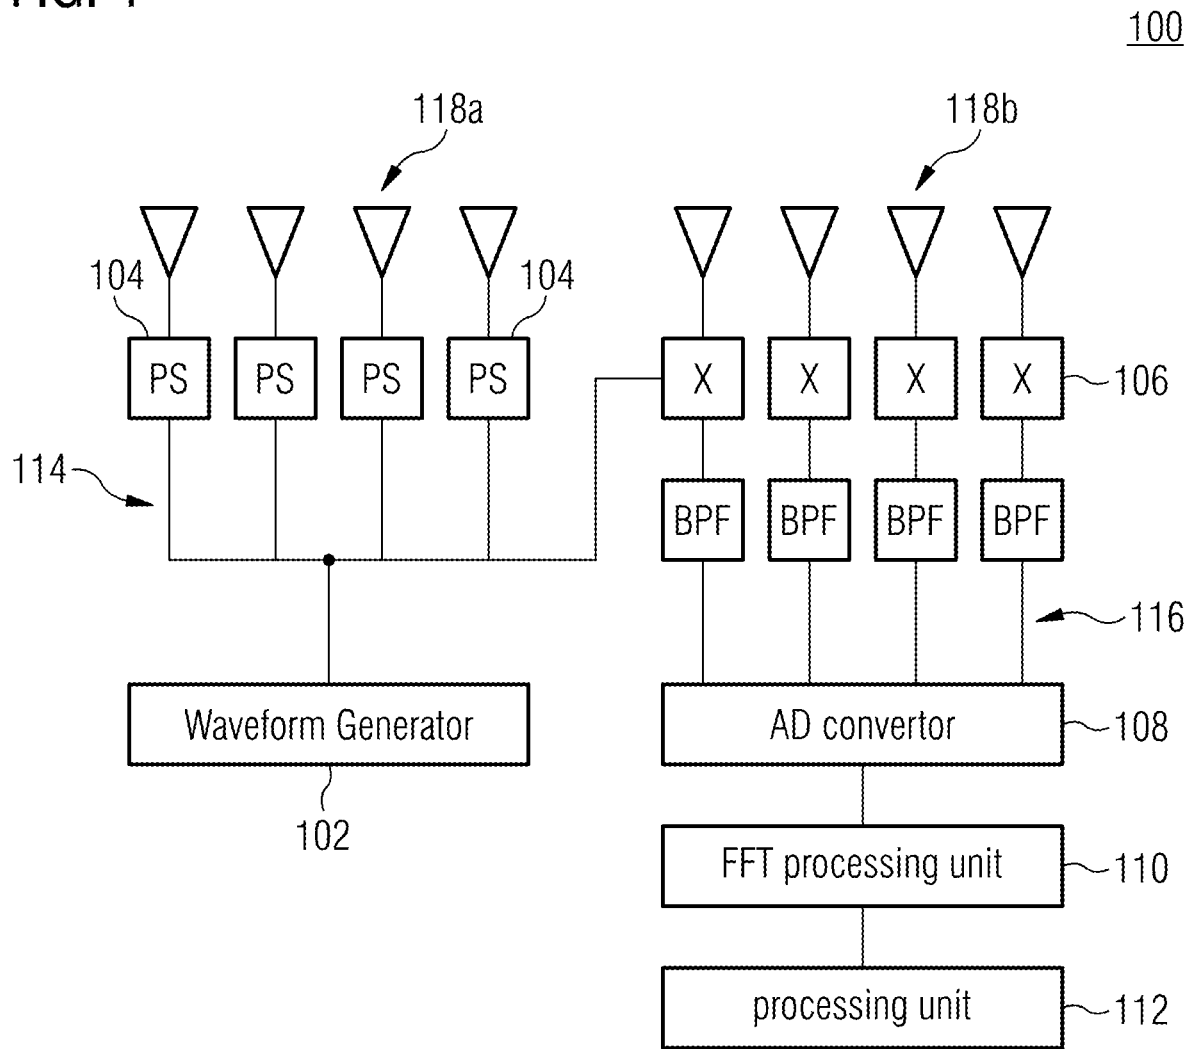 100
118a
118b
104
104
PS
PS
PS
PS
X
X
X
X
106
114
BPF
BPF
BPF
BPF
116
Waveform Generator
AD convertor
108
102
FFT processing unit
110
processing unit
112